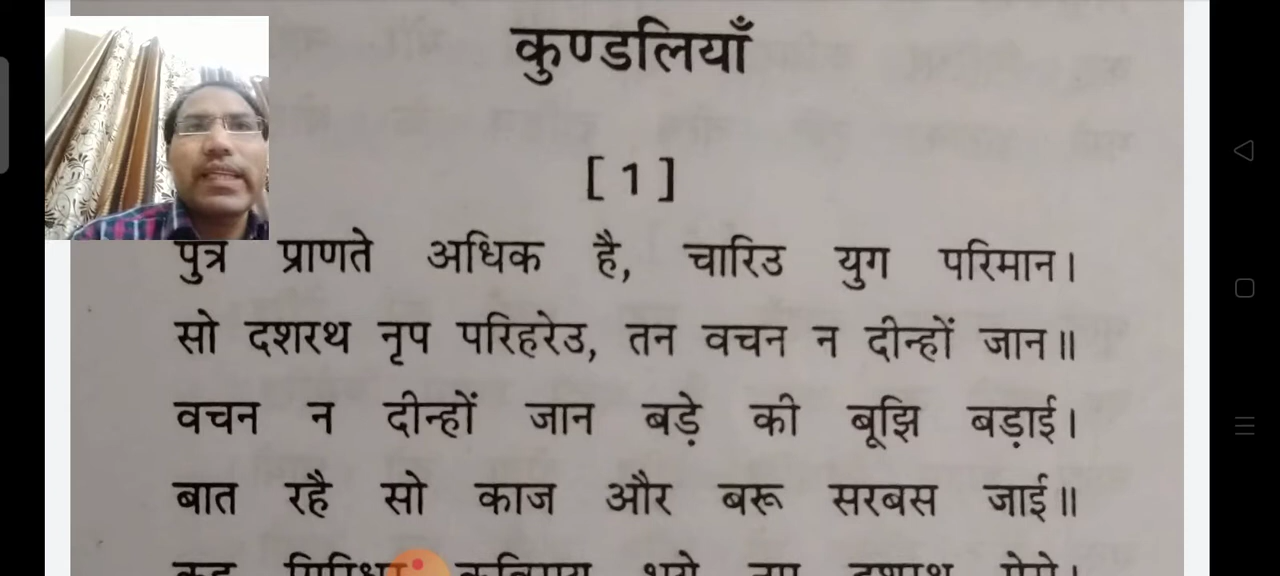 कुण्डलियाँ
[ 1 ]
पुत्र प्राणते अधिक है, चारिउ युग परिमान।
सो दशरथ नृप परिहरेउ, तन वचन न दीन्हों जान॥
वचन न दीन्हों जान बड़े की बूझि बड़ाई।
बात रहै सो काज और बरू सरबस जाई॥